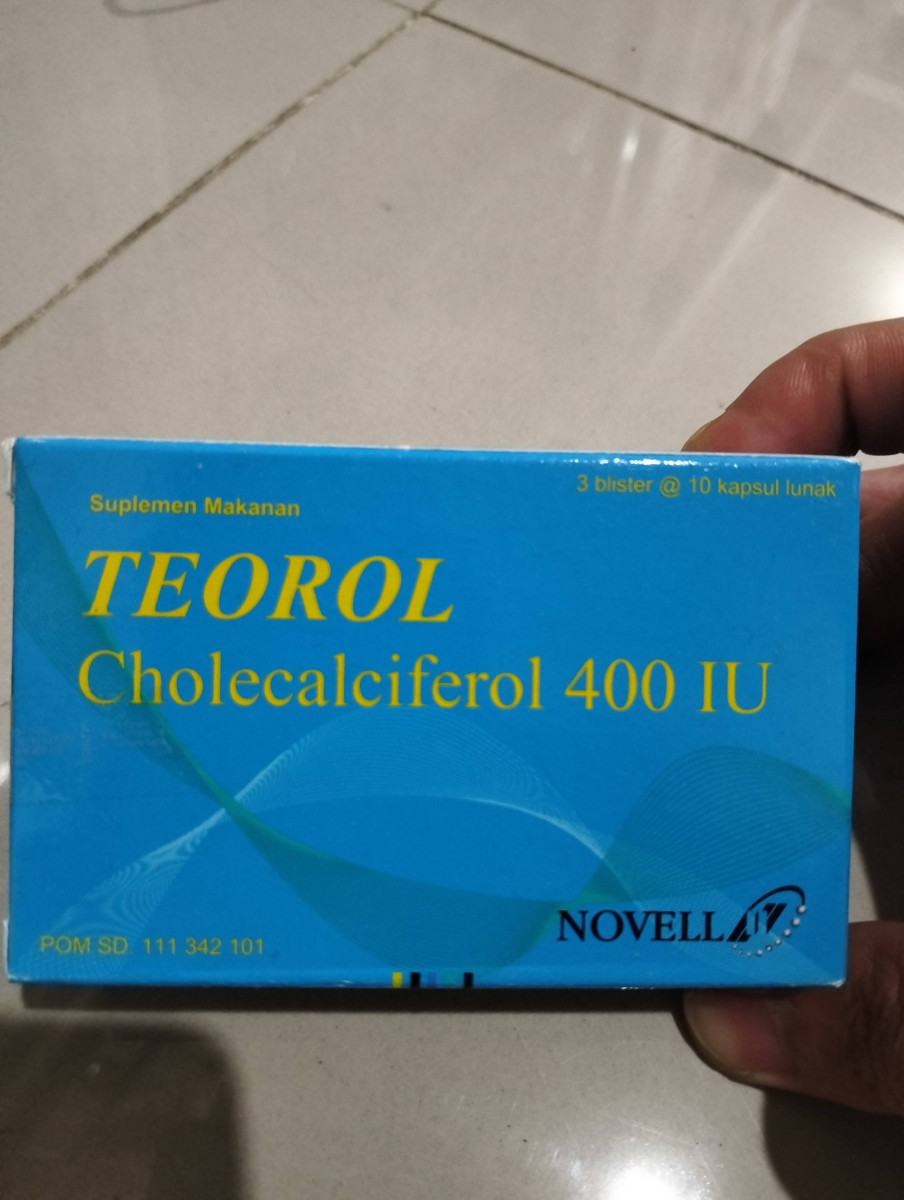 3 blister @ 10 kapsul lunak
Suplemen Makanan
TEOROL
Cholecalciferol 400 IU
NOVELL
POM SD. 111 342 101